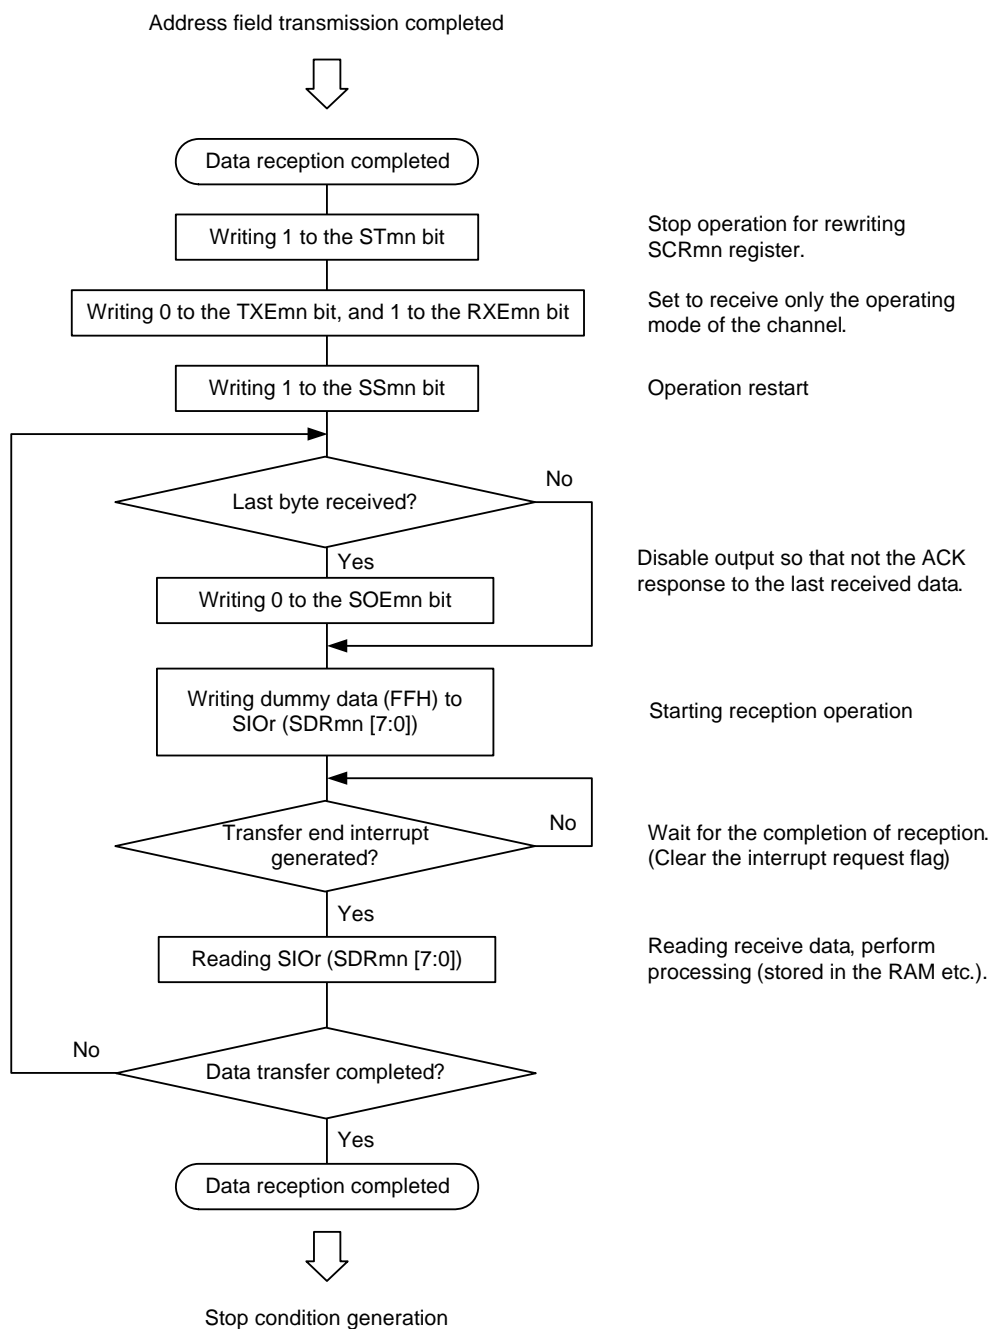 Address field transmission completed
Data reception completed
Writing 1 to the STmn bit
Stop operation for rewriting
SCRmn register.
Writing 0 to the TXEmn bit, and 1 to the RXEmn bit
Set to receive only the operating
mode of the channel.
Writing 1 to the SSmn bit
Operation restart
Last byte received?
No
Yes
Disable output so that not the ACK
response to the last received data.
Writing 0 to the SOEmn bit
Writing dummy data (FFH) to
SIOr (SDRmn [7:0])
Starting reception operation
Transfer end interrupt
generated?
No
Wait for the completion of reception.
(Clear the interrupt request flag)
Yes
Reading SIOr (SDRmn [7:0])
Reading receive data, perform
processing (stored in the RAM etc.).
No
Data transfer completed?
Yes
Data reception completed
Stop condition generation